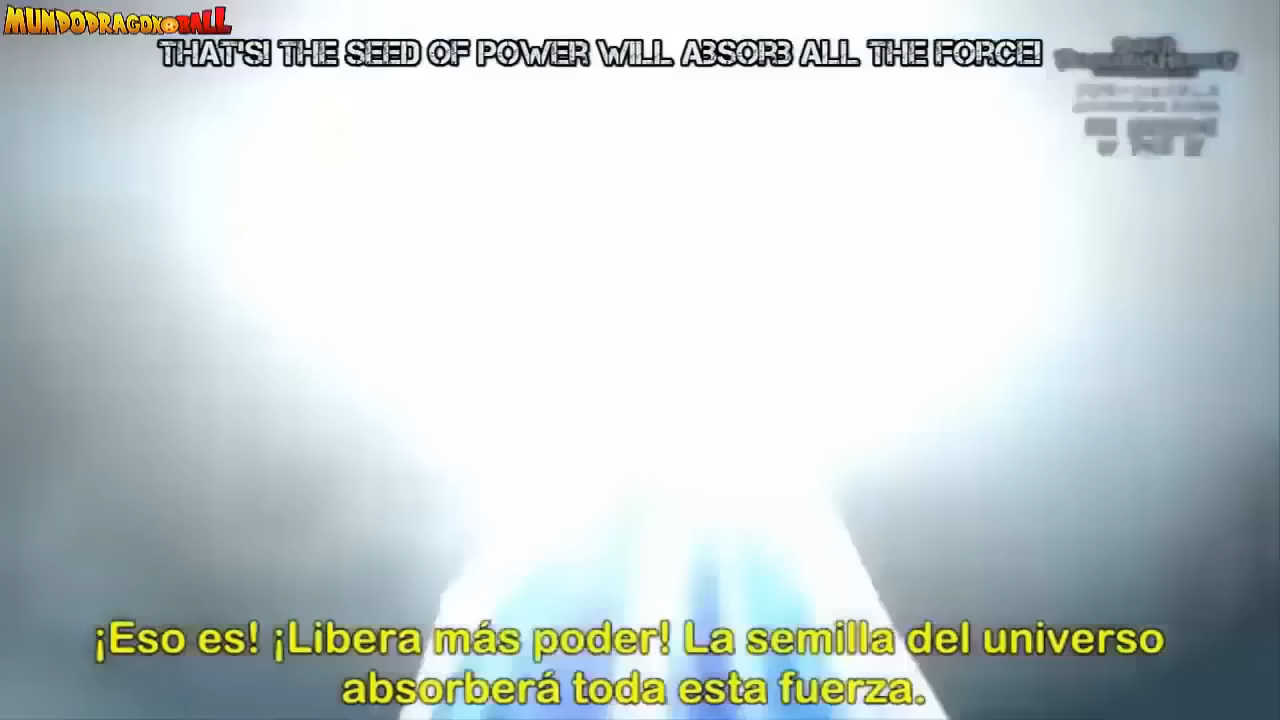 MUNDODRAGONBALL
THAT'S! THE SEED OF POWER WILL ABSORB ALL THE FORCE!
¡Eso es! ¡Libera más poder! La semilla del universo
absorberá toda esta fuerza.